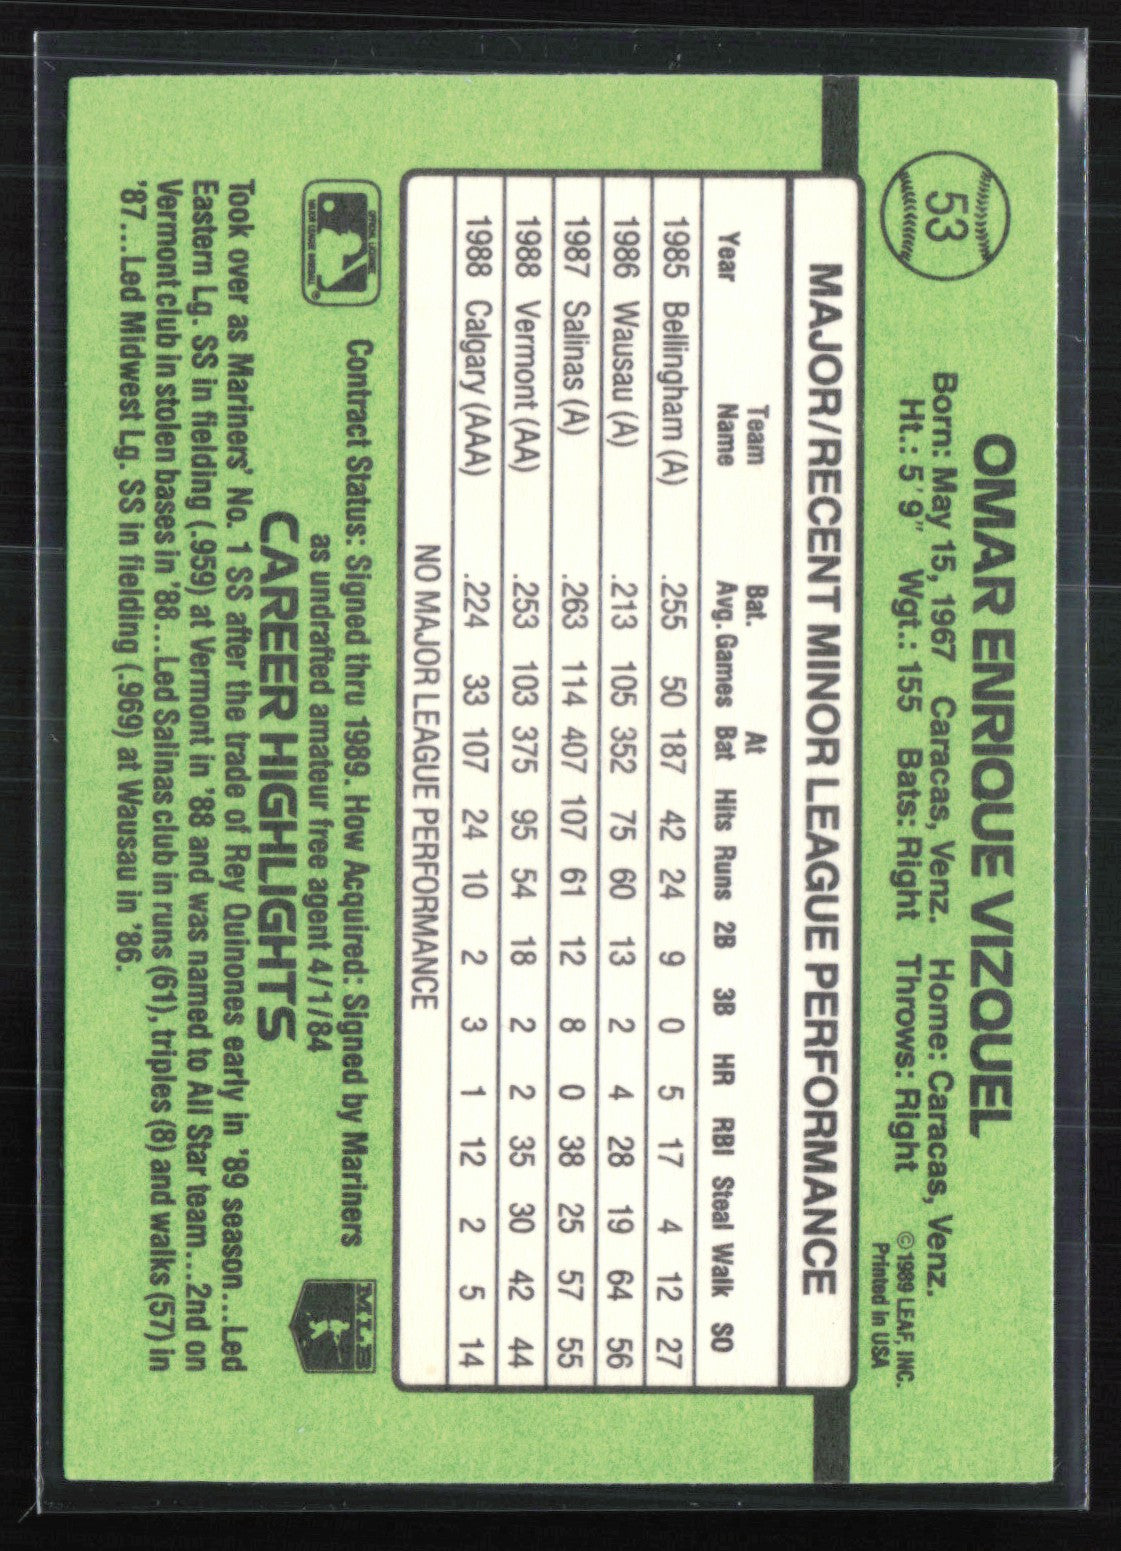 53
OMAR ENRIQUE VIZQUEL
Born: May 15, 1967 Caracas, Venz. Home: Caracas, Venz.
Ht.: 5'9" Wgt.: 155 Bats: Right Throws: Right
© 1989 LEAF, INC.
Printed In USA
MAJOR/RECENT MINOR LEAGUE PERFORMANCE
Year Team Name Bat. Avg. Games At Bat Hits Runs 2B 3B HR RBI Steal Walk SO
1985 Bellingham (A) .255 50 187 42 24 9 0 5 17 4 12 27
1986 Wausau (A) .213 105 352 75 60 13 2 4 28 19 64 56
1987 Salinas (A) .263 114 407 107 61 12 8 0 38 25 57 55
1988 Vermont (AA) .253 103 375 95 54 18 2 2 35 30 42 44
1988 Calgary (AAA) .224 33 107 24 10 2 3 1 12 2 5 14
NO MAJOR LEAGUE PERFORMANCE
OFFICIAL LICENSEE
MAJOR LEAGUE BASEBALL
Contract Status: Signed thru 1989. How Acquired: Signed by Mariners
as undrafted amateur free agent 4/1/84
MLB
CAREER HIGHLIGHTS
Took over as Mariners' No. 1 SS after the trade of Rey Quinones early in '89 season...Led
Eastern Lg. SS in fielding (.959) at Vermont in '88 and was named to All Star team...2nd on
Vermont club in stolen bases in '88...Led Salinas club in runs (61), triples (8) and walks (57) in
'87...Led Midwest Lg. SS in fielding (.969) at Wausau in '86.